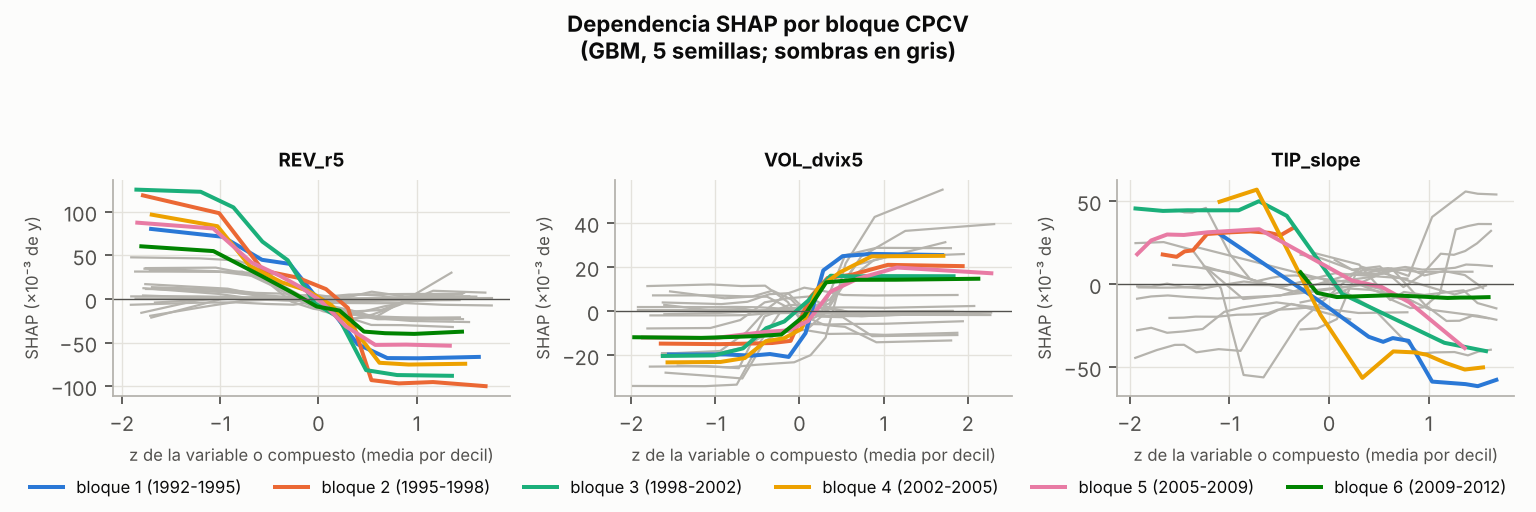 Dependencia SHAP por bloque CPCV
(GBM, 5 semillas; sombras en gris)
REV_r5
VOL_dvix5
TIP_slope
SHAP (×10⁻³ de y)
100
50
0
−50
−100
−2
−1
0
1
z de la variable o compuesto (media por decil)
SHAP (×10⁻³ de y)
40
20
0
−20
−2
−1
0
1
2
z de la variable o compuesto (media por decil)
SHAP (×10⁻³ de y)
50
0
−50
−2
−1
0
1
z de la variable o compuesto (media por decil)
bloque 1 (1992-1995)
bloque 2 (1995-1998)
bloque 3 (1998-2002)
bloque 4 (2002-2005)
bloque 5 (2005-2009)
bloque 6 (2009-2012)